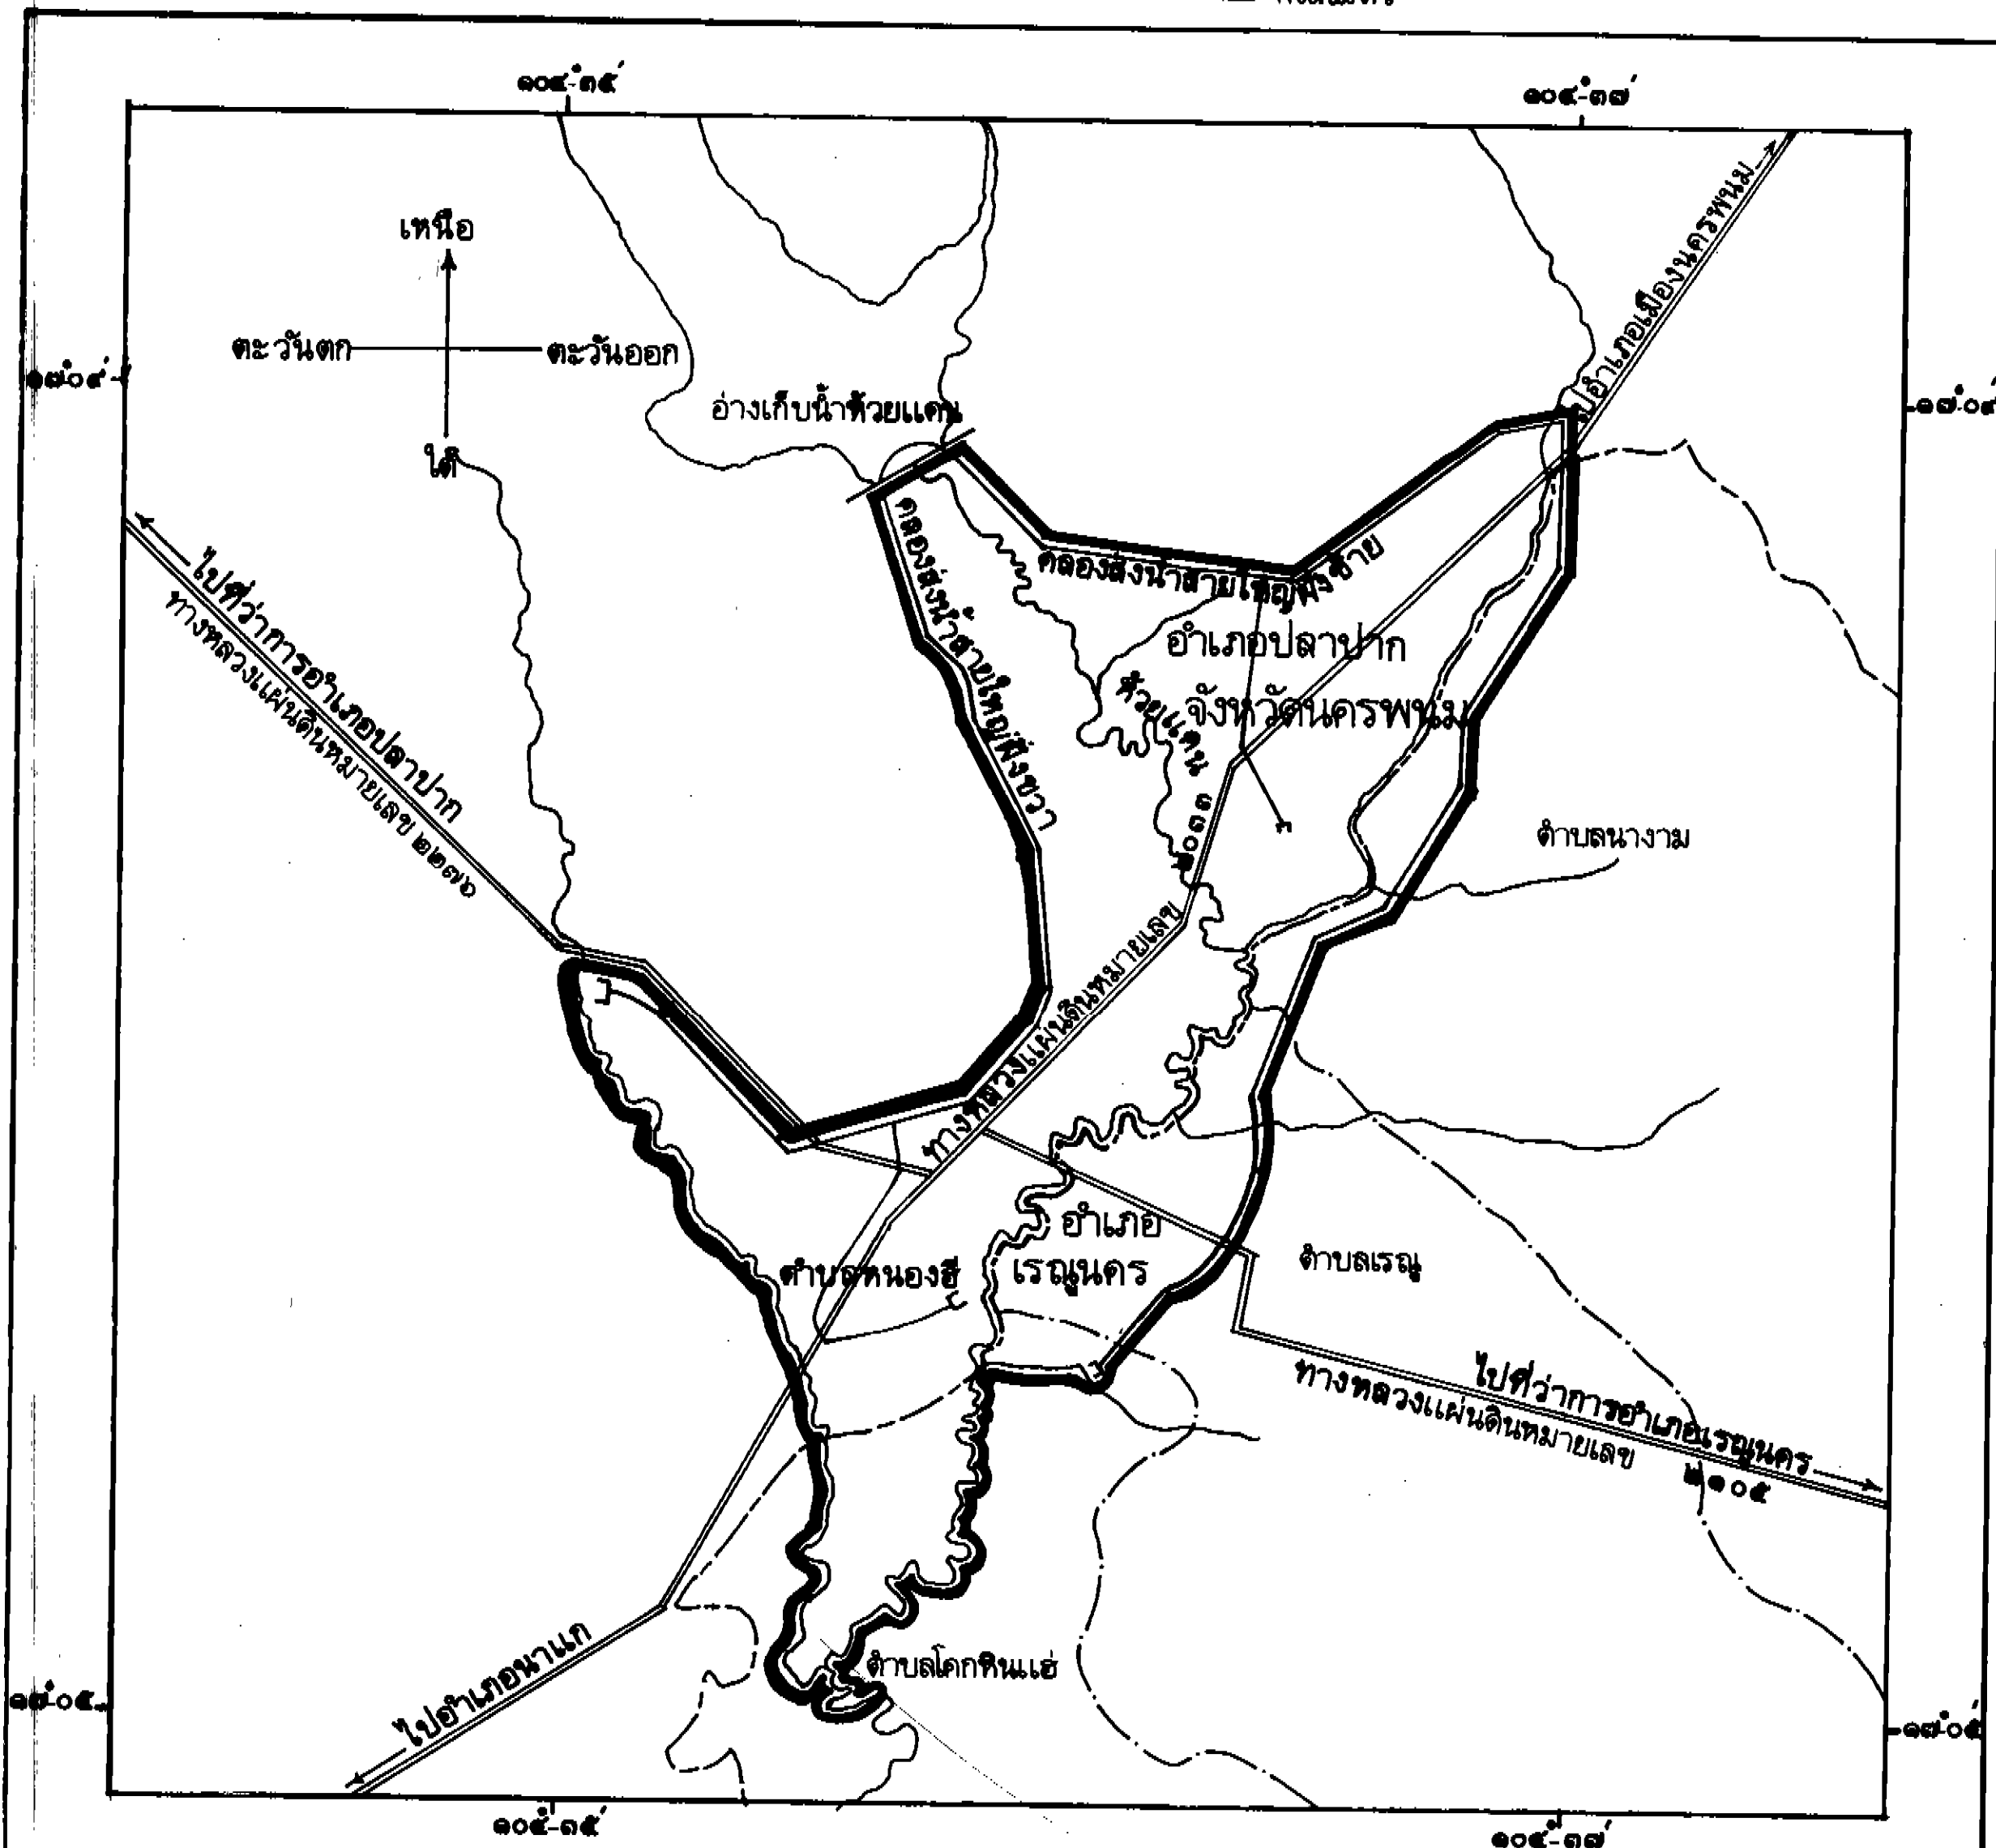 ๑๐๔°-๓๕′
๑๐๔°-๓๗′
เหนือ
ตะวันตก
ตะวันออก
ใต้
๑๗°๐๙′
๑๗°๐๙′
อ่างเก็บน้ำห้วยแคน
ไปอำเภอเมืองนครพนม
คลองส่งน้ำสายใหญ่ฝั่งซ้าย
คลองส่งน้ำสายใหญ่ฝั่งขวา
อำเภอปลาปาก
จังหวัดนครพนม
ห้วยแคน
ไปที่ว่าการอำเภอปลาปาก
ทางหลวงแผ่นดินหมายเลข ๒๒๗๖
ตำบลนางาม
ทางหลวงแผ่นดินหมายเลข
๒๐๓๓
อำเภอ
เรณูนคร
ตำบลหนองฮี
ตำบลเรณู
ไปที่ว่าการอำเภอเรณูนคร
ทางหลวงแผ่นดินหมายเลข
๒๑๐๕
ตำบลโคกหินแฮ่
ไปอำเภอนาแก
๑๗°๐๕′
๑๗°๐๕′
๑๐๔°-๓๕′
๑๐๔°-๓๗′